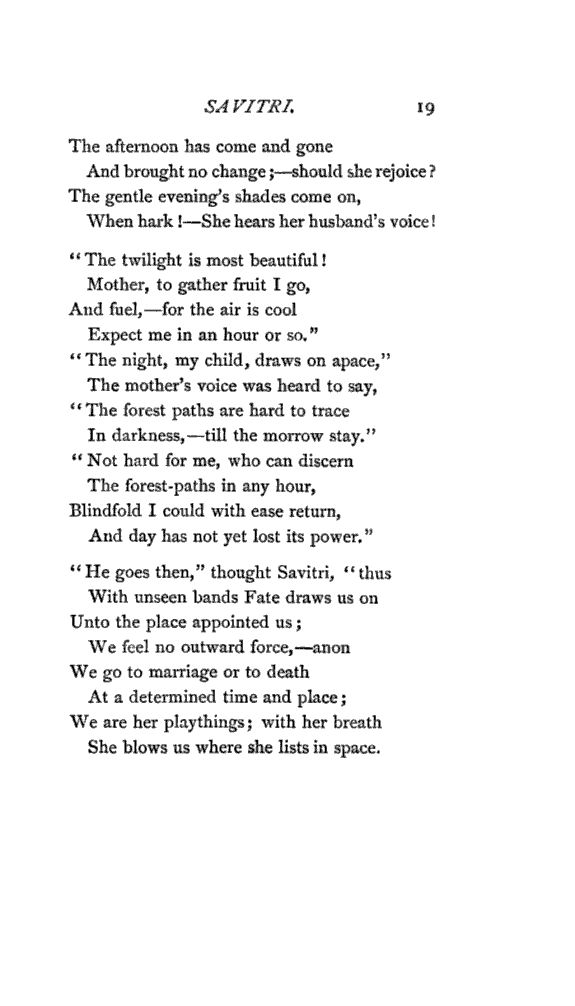 SAVITRI. 19
The afternoon has come and gone
And brought no change;—should she rejoice?
The gentle evening's shades come on,
When hark!—She hears her husband's voice!
"The twilight is most beautiful!
Mother, to gather fruit I go,
And fuel,—for the air is cool
Expect me in an hour or so."
"The night, my child, draws on apace,"
The mother's voice was heard to say,
"The forest paths are hard to trace
In darkness,—till the morrow stay."
"Not hard for me, who can discern
The forest-paths in any hour,
Blindfold I could with ease return,
And day has not yet lost its power."
"He goes then," thought Savitri, "thus
With unseen bands Fate draws us on
Unto the place appointed us;
We feel no outward force,—anon
We go to marriage or to death
At a determined time and place;
We are her playthings; with her breath
She blows us where she lists in space.